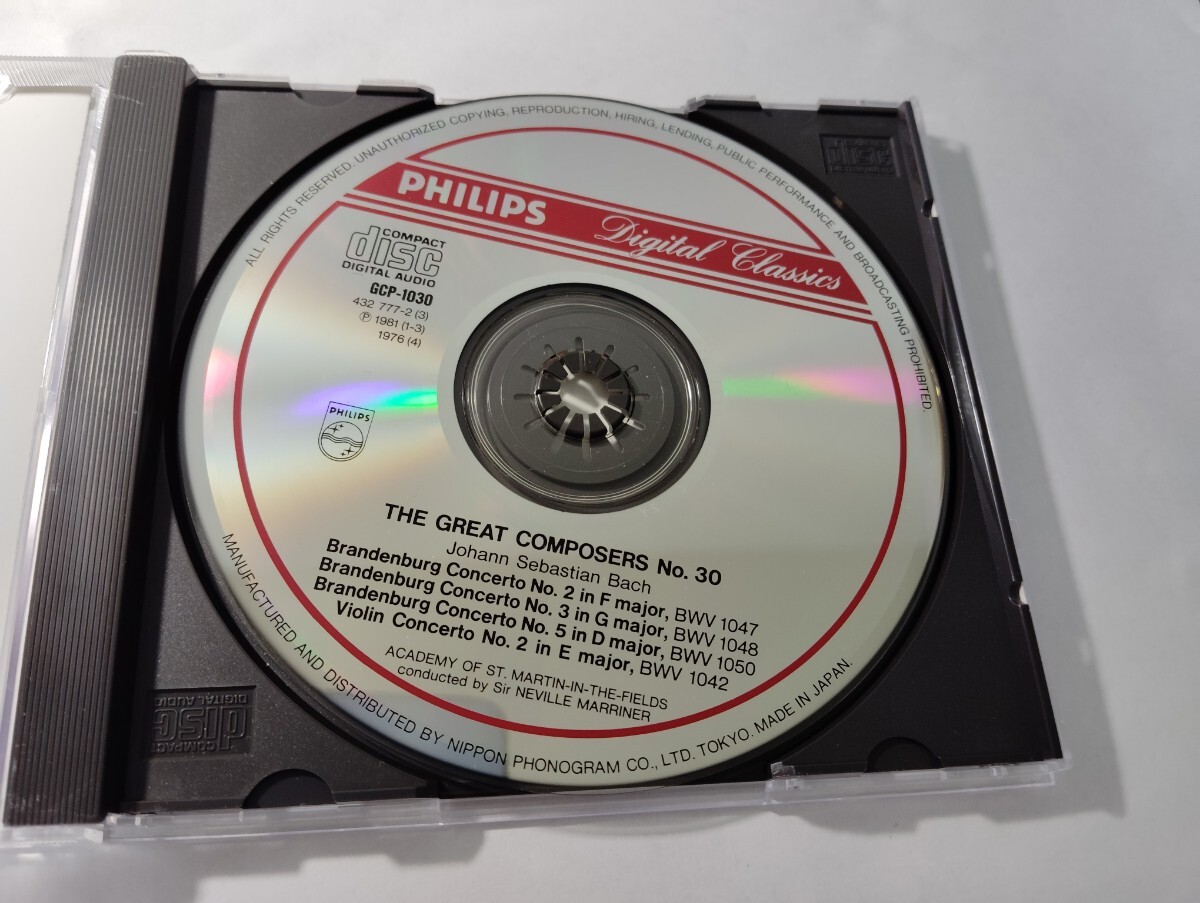 ALL RIGHTS RESERVED. UNAUTHORIZED COPYING, REPRODUCTION, HIRING, LENDING, PUBLIC PERFORMANCE AND BROADCASTING PROHIBITED.
PHILIPS Digital Classics
COMPACT
disc
DIGITAL AUDIO
GCP-1030
432 777-2 (3)
℗ 1981 (1-3)
1976 (4)
PHILIPS
THE GREAT COMPOSERS No. 30
Johann Sebastian Bach
Brandenburg Concerto No. 2 in F major, BWV 1047
Brandenburg Concerto No. 3 in G major, BWV 1048
Brandenburg Concerto No. 5 in D major, BWV 1050
Violin Concerto No. 2 in E major, BWV 1042
ACADEMY OF ST. MARTIN-IN-THE-FIELDS
conducted by Sir NEVILLE MARRINER
MANUFACTURED AND DISTRIBUTED BY NIPPON PHONOGRAM CO., LTD. TOKYO. MADE IN JAPAN.
COMPACT
disc
DIGITAL AUDIO
disc